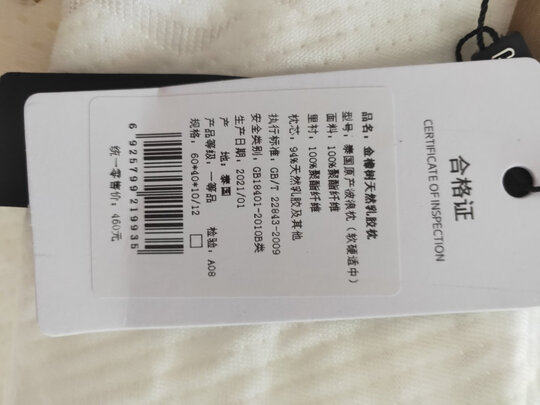 合格证
CERTIFICATE OF INSPECTION
品名：金橡树天然乳胶枕
型号：泰国原产波浪枕（软硬适中）
面料：100%聚酯纤维
里衬：100%聚酯纤维
枕芯：94%天然乳胶及其他
执行标准：GB/T 22843-2009
安全类别：GB18401-2010B类
生产日期：2021/01
产 地：泰国
产品等级：一等品 检验：A08
规格：60*40*10/12
6925799219935
统一零售价：460元